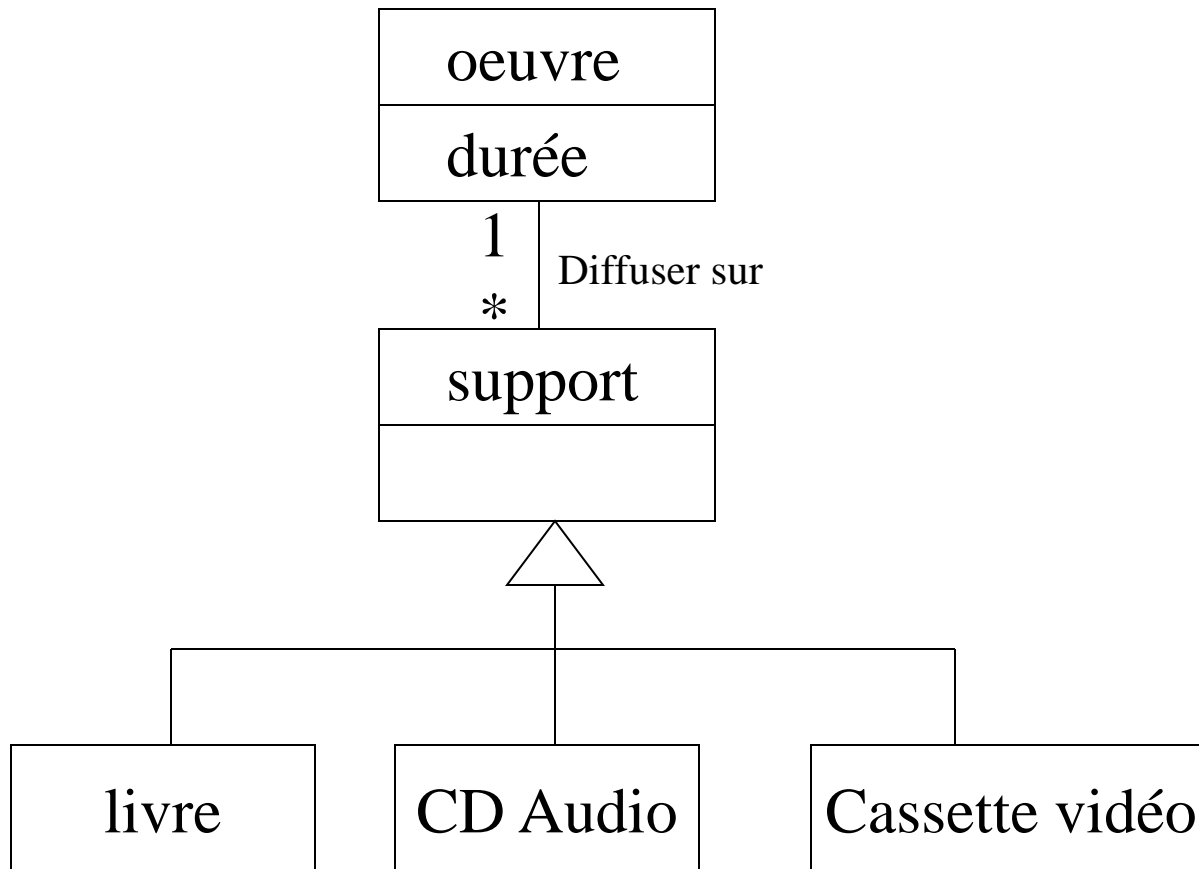 oeuvre
durée
1
Diffuser sur
*
support
livre
CD Audio
Cassette vidéo